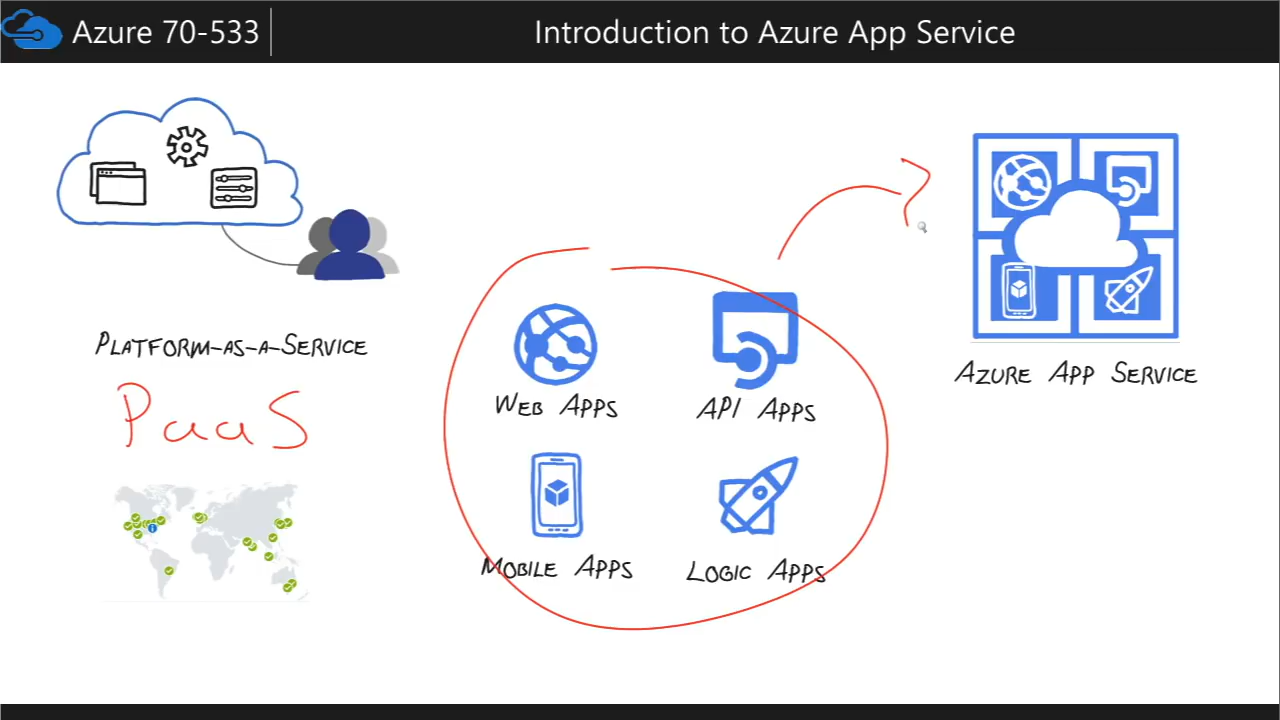 Azure 70-533
Introduction to Azure App Service
PLATFORM-AS-A-SERVICE
PaaS
WEB APPS
API APPS
MOBILE APPS
LOGIC APPS
AZURE APP SERVICE